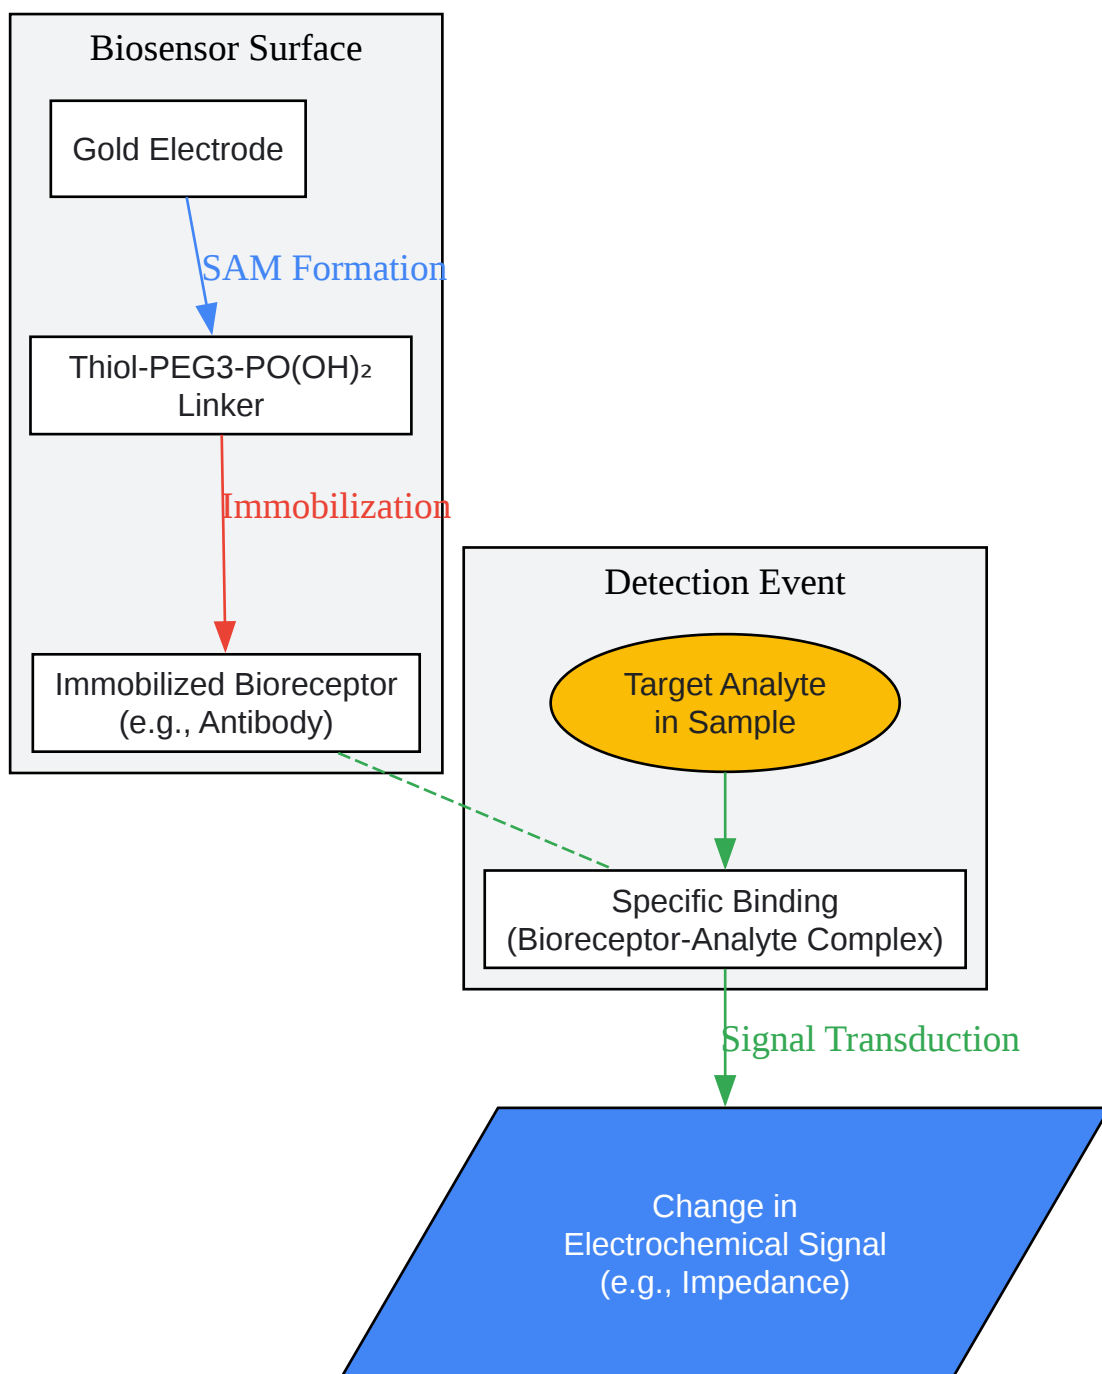 Biosensor Surface
Gold Electrode
SAM Formation
Thiol-PEG3-PO(OH)₂
Linker
Immobilization
Immobilized Bioreceptor
(e.g., Antibody)
Detection Event
Target Analyte
in Sample
Specific Binding
(Bioreceptor-Analyte Complex)
Signal Transduction
Change in
Electrochemical Signal
(e.g., Impedance)